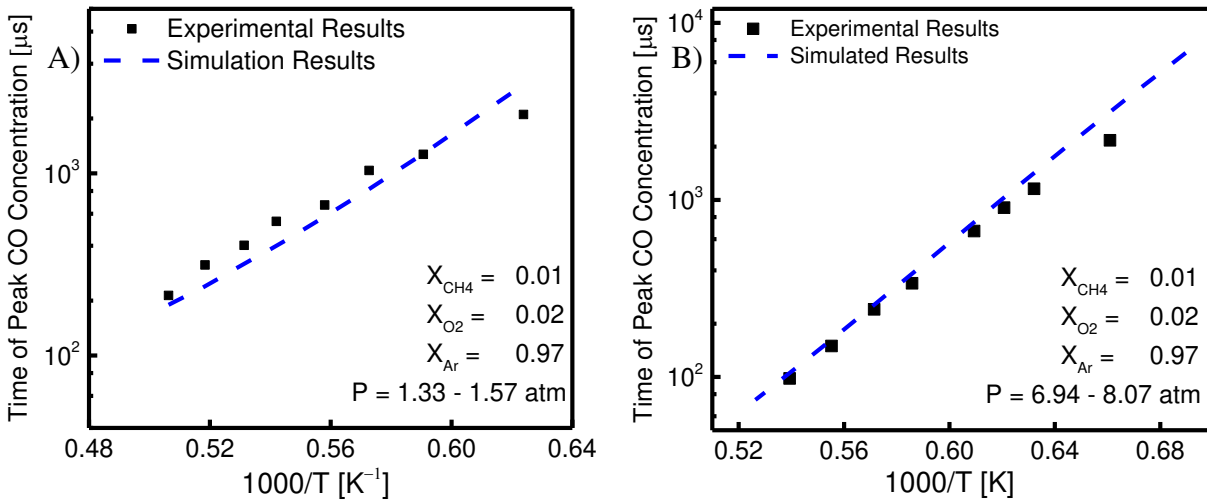 Time of Peak CO Concentration [μs]
A)
Experimental Results
Simulation Results
10³
10²
X_CH4 = 0.01
X_O2 = 0.02
X_Ar = 0.97
P = 1.33 - 1.57 atm
0.48 0.52 0.56 0.60 0.64
1000/T [K⁻¹]
Time of Peak CO Concentration [μs]
B)
Experimental Results
Simulated Results
10⁴
10³
10²
X_CH4 = 0.01
X_O2 = 0.02
X_Ar = 0.97
P = 6.94 - 8.07 atm
0.52 0.56 0.60 0.64 0.68
1000/T [K]